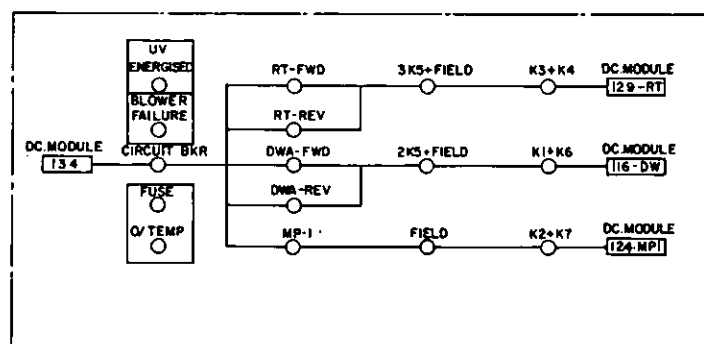 UV
ENERGISED
RT-FWD
3K5+FIELD
K3+K4
DC.MODULE
129-RT
BLOWER
FAILURE
RT-REV
DC.MODULE
134
CIRCUIT BKR
DWA-FWD
2K5+FIELD
K1+K6
DC.MODULE
116-DW
FUSE
DWA-REV
O/TEMP
MP-1
FIELD
K2+K7
DC.MODULE
124-MP1